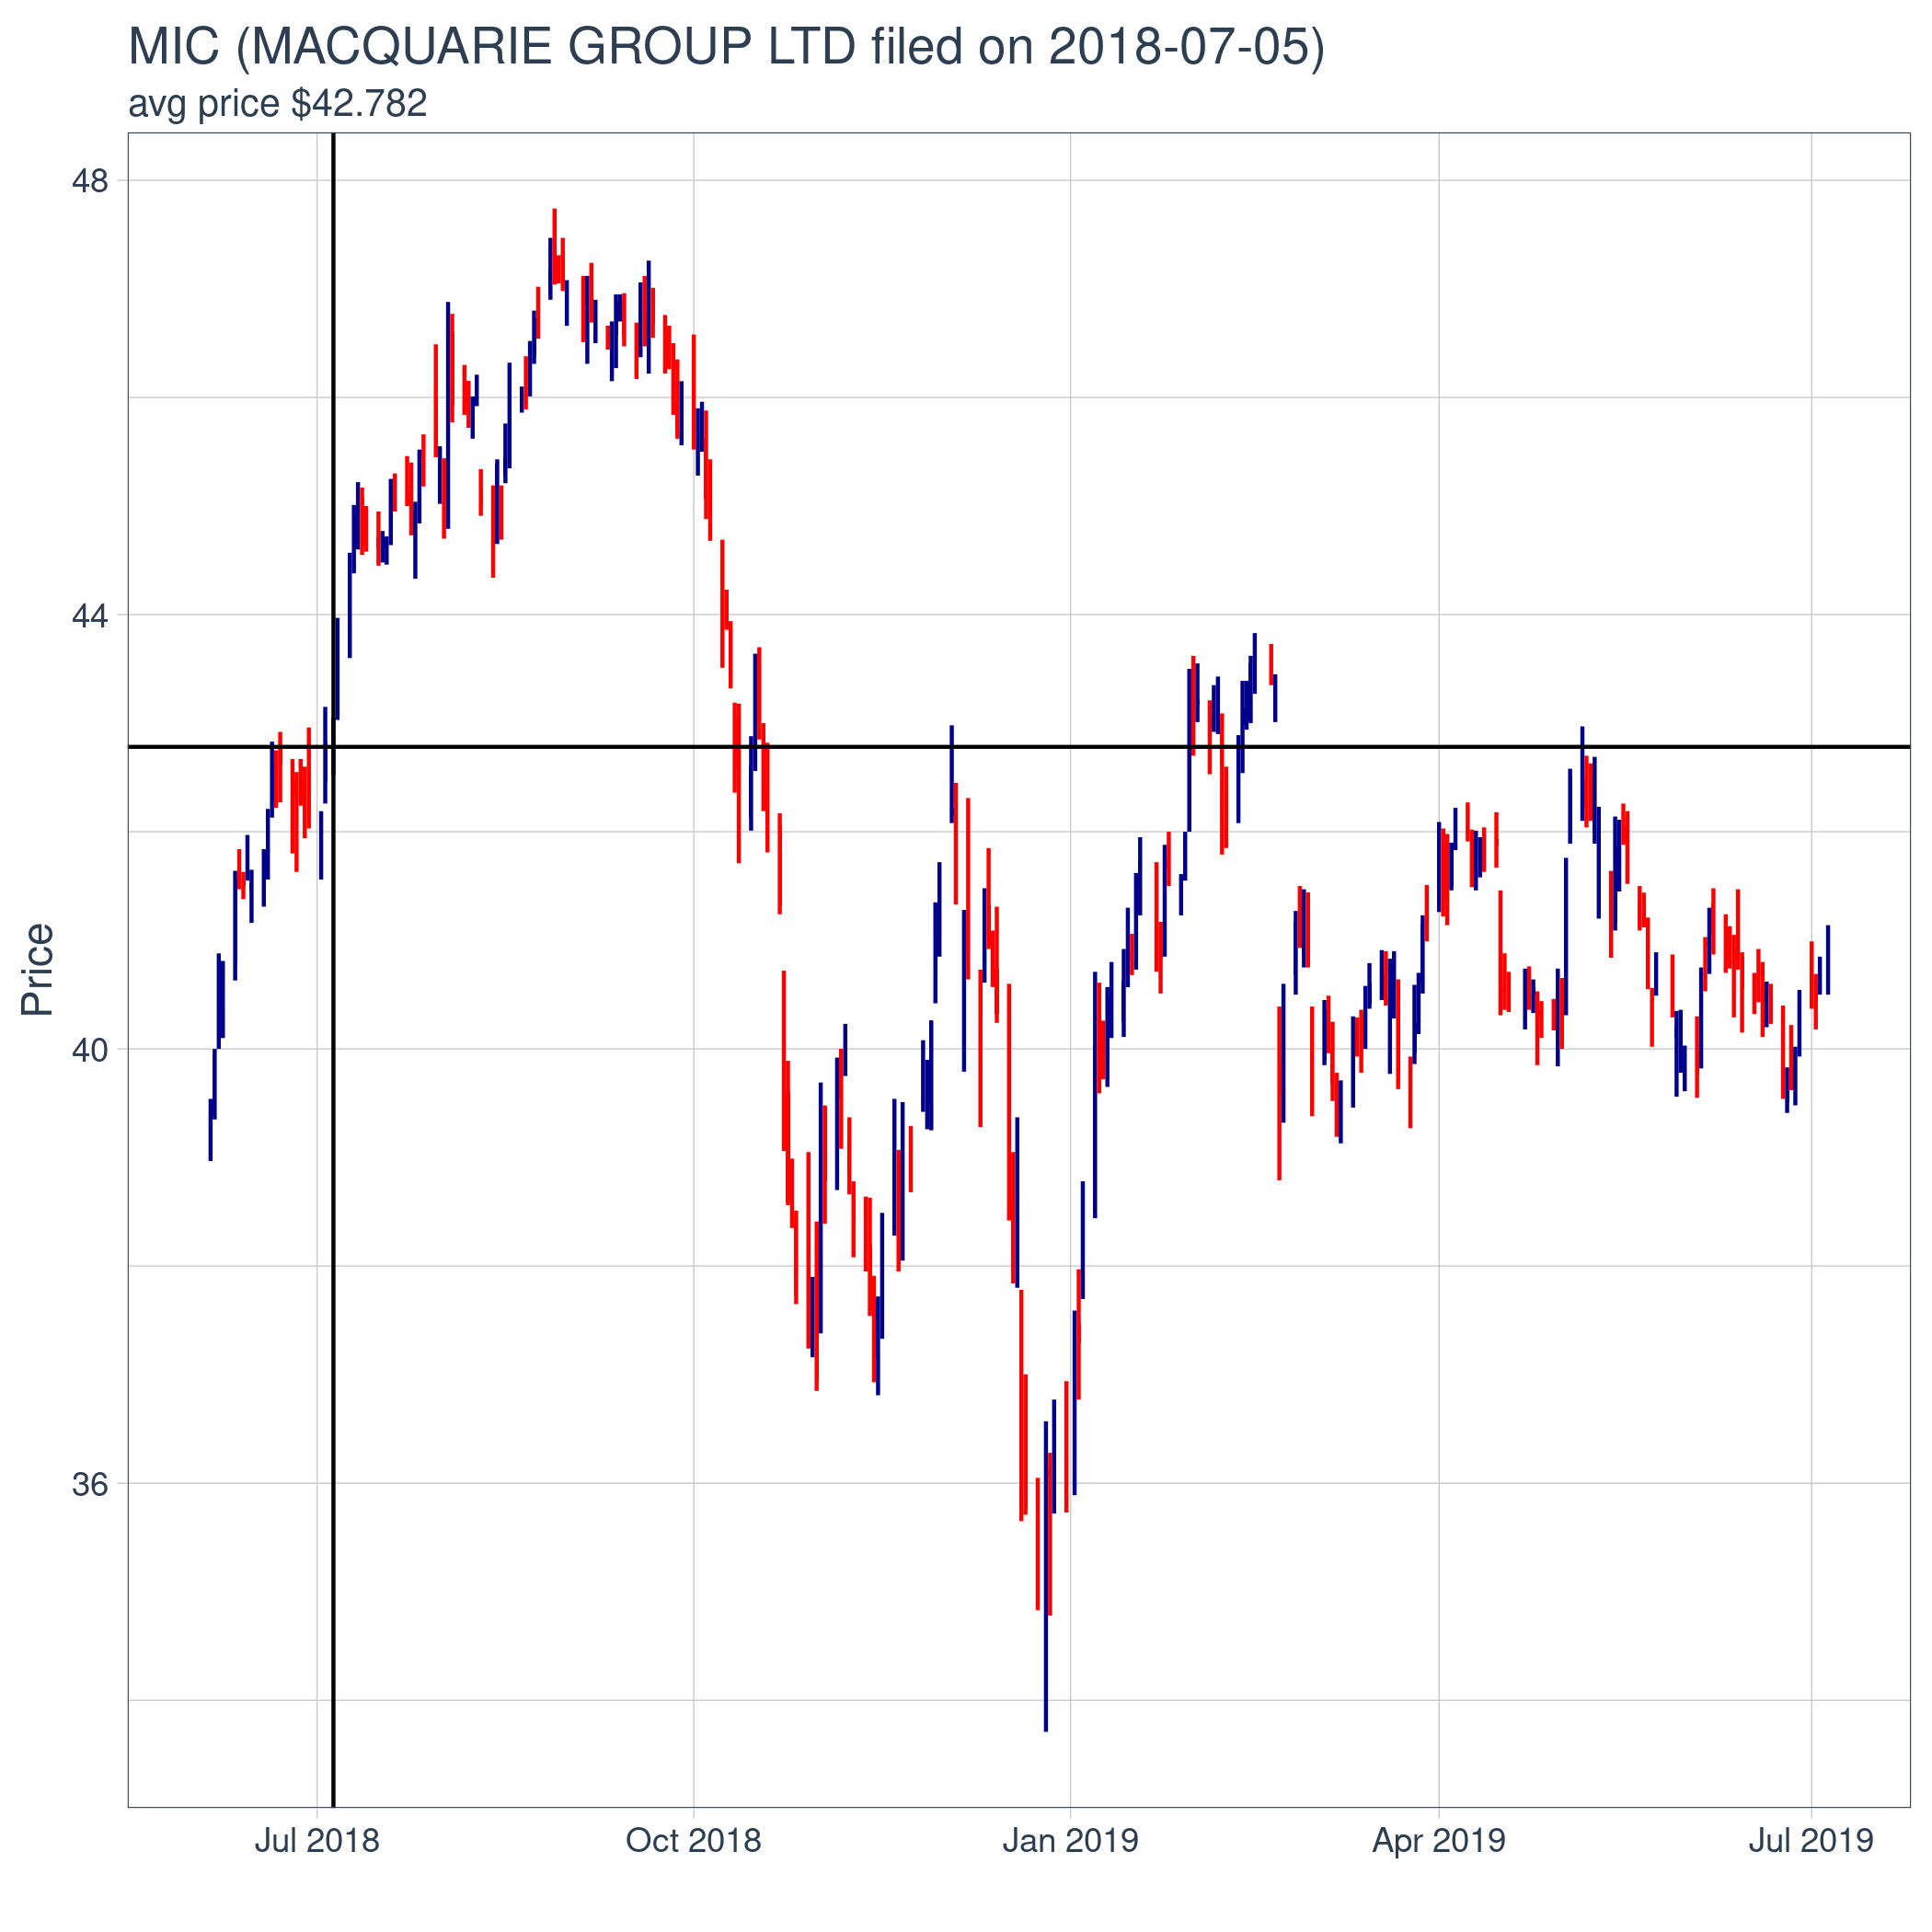 MIC (MACQUARIE GROUP LTD filed on 2018-07-05)
avg price $42.782
48
44
40
36
Price
Jul 2018 Oct 2018 Jan 2019 Apr 2019 Jul 2019